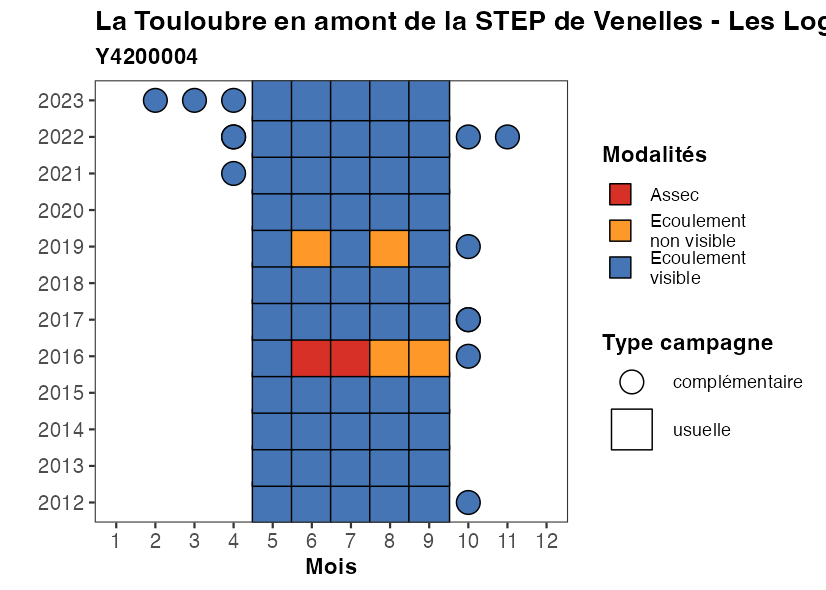 La Touloubre en amont de la STEP de Venelles - Les Log
Y4200004
2023
2022
2021
2020
2019
2018
2017
2016
2015
2014
2013
2012
1 2 3 4 5 6 7 8 9 10 11 12
Mois
Modalités
Assec
Ecoulement
non visible
Ecoulement
visible
Type campagne
complémentaire
usuelle